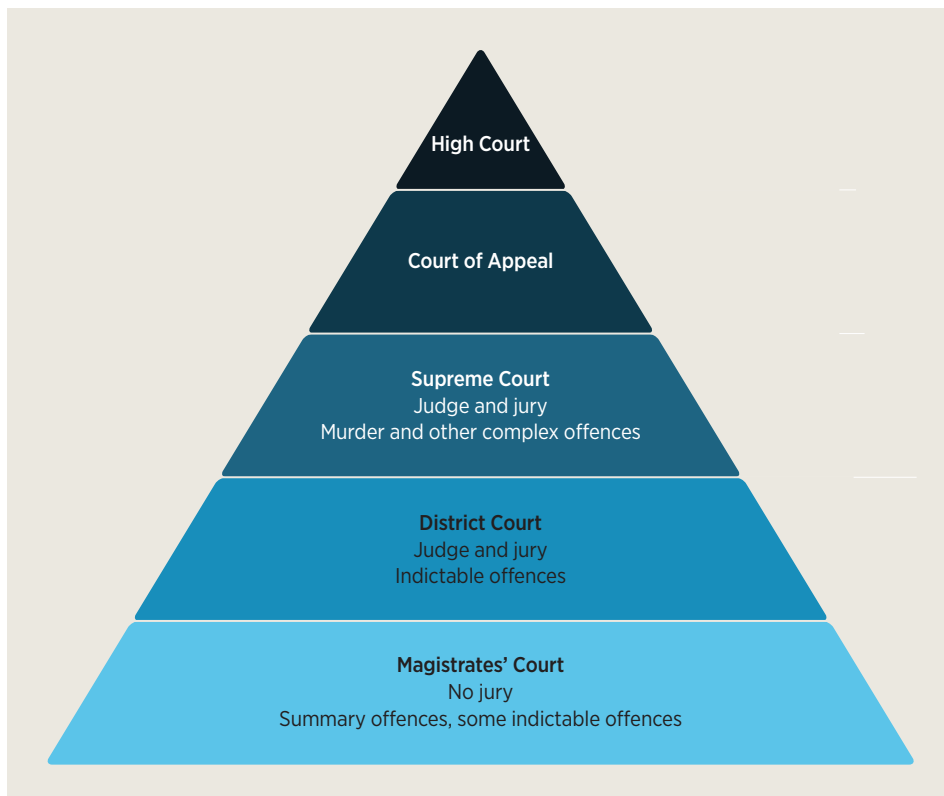 High Court
Court of Appeal
Supreme Court
Judge and jury
Murder and other complex offences
District Court
Judge and jury
Indictable offences
Magistrates’ Court
No jury
Summary offences, some indictable offences